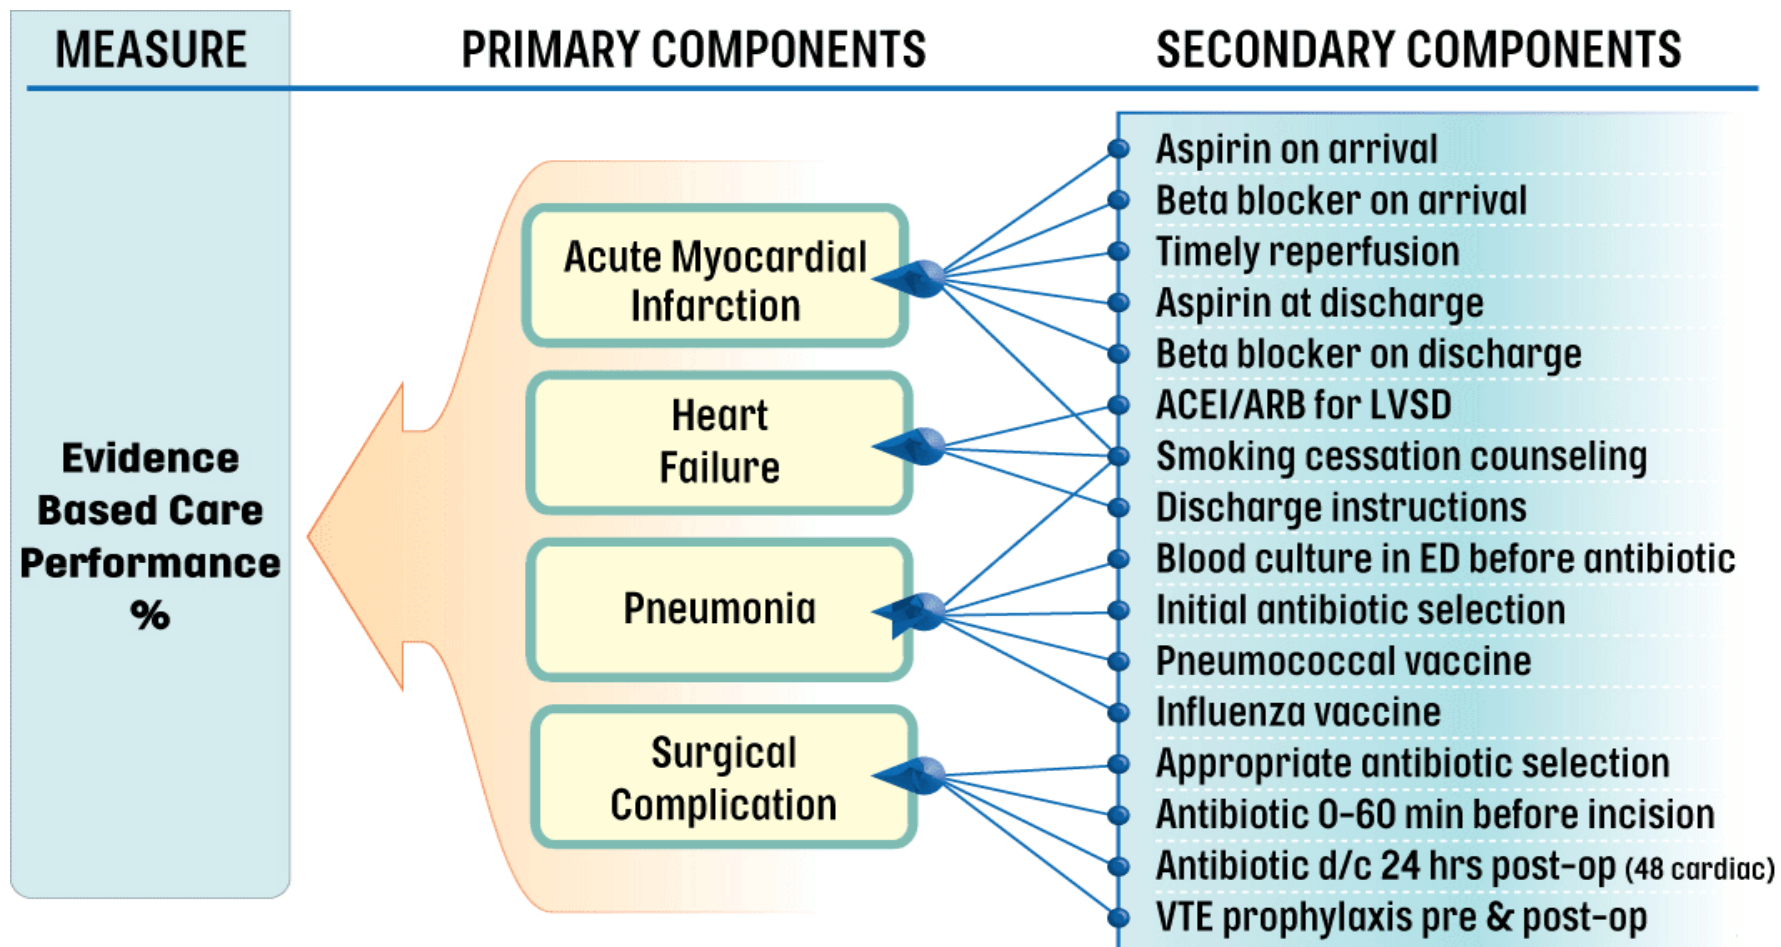 MEASURE
PRIMARY COMPONENTS
SECONDARY COMPONENTS
Evidence
Based Care
Performance
%
Acute Myocardial
Infarction
Heart
Failure
Pneumonia
Surgical
Complication
Aspirin on arrival
Beta blocker on arrival
Timely reperfusion
Aspirin at discharge
Beta blocker on discharge
ACEI/ARB for LVSD
Smoking cessation counseling
Discharge instructions
Blood culture in ED before antibiotic
Initial antibiotic selection
Pneumococcal vaccine
Influenza vaccine
Appropriate antibiotic selection
Antibiotic 0-60 min before incision
Antibiotic d/c 24 hrs post-op (48 cardiac)
VTE prophylaxis pre & post-op